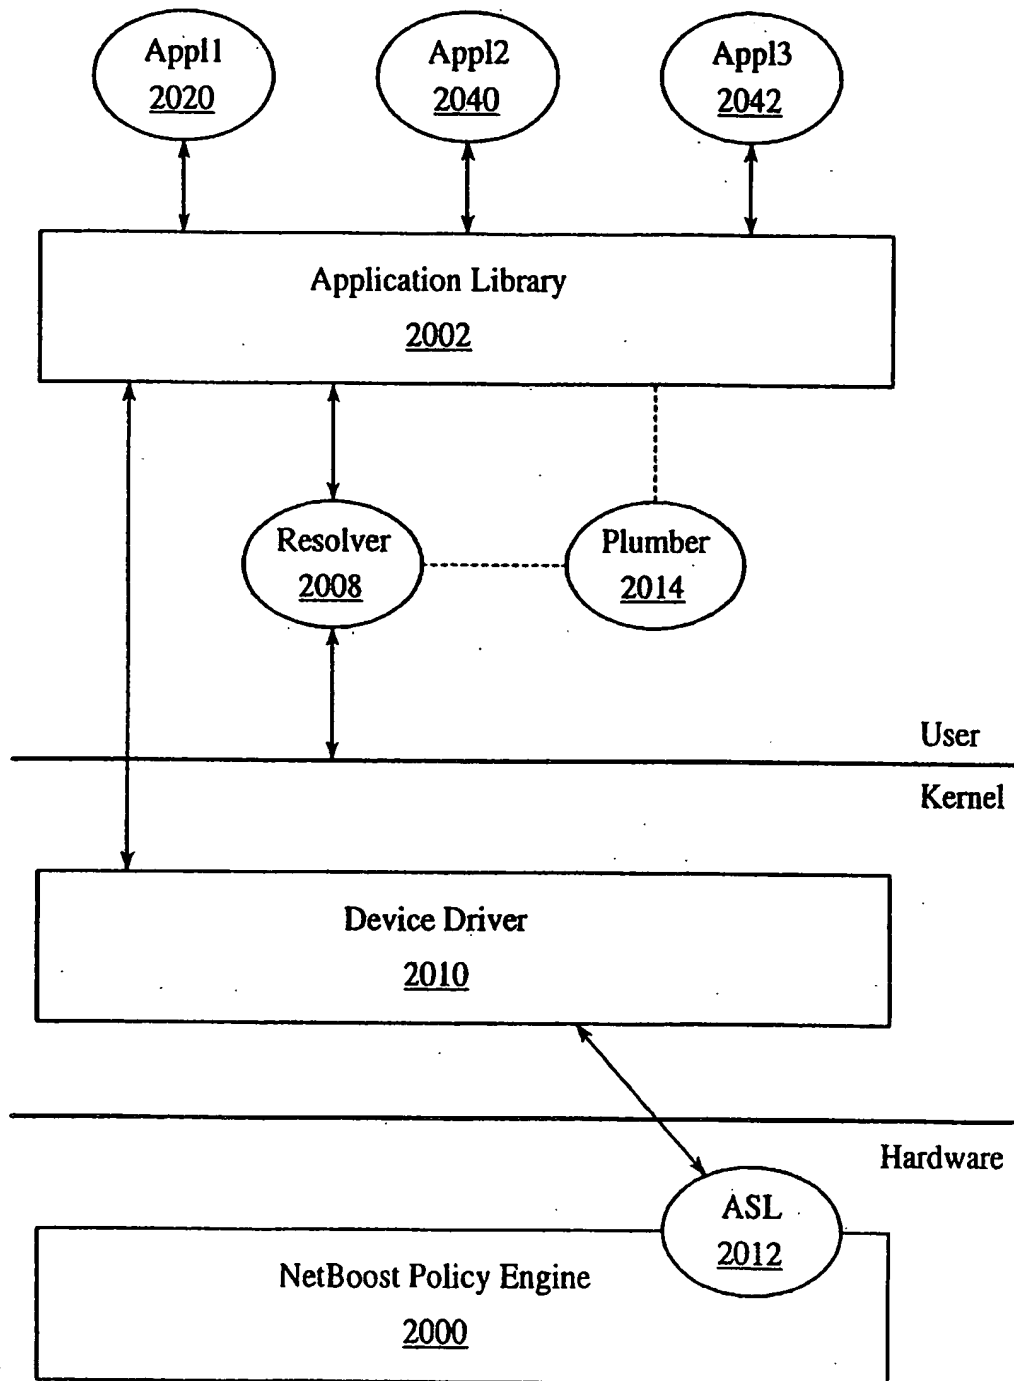 Appl1
2020
Appl2
2040
Appl3
2042
Application Library
2002
Resolver
2008
Plumber
2014
User
Kernel
Device Driver
2010
Hardware
ASL
2012
NetBoost Policy Engine
2000